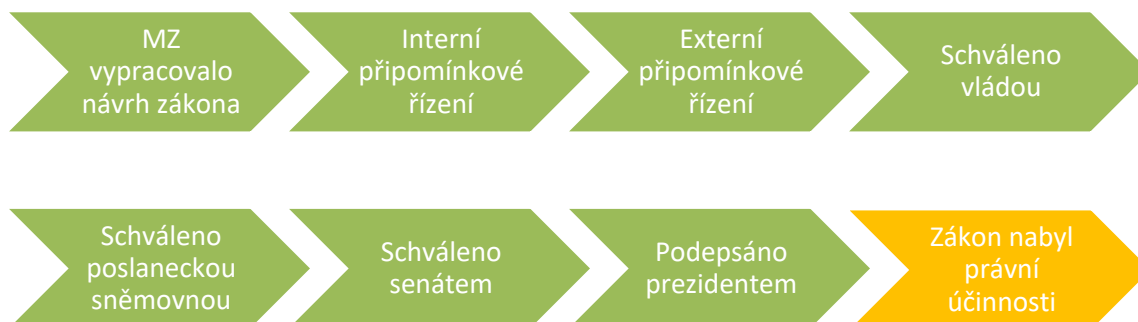 MZ
vypracovalo
návrh zákona
Interní
připomínkové
řízení
Externí
připomínkové
řízení
Schváleno
vládou
Schváleno
poslaneckou
sněmovnou
Schváleno
senátem
Podepsáno
prezidentem
Zákon nabyl
právní
účinnosti